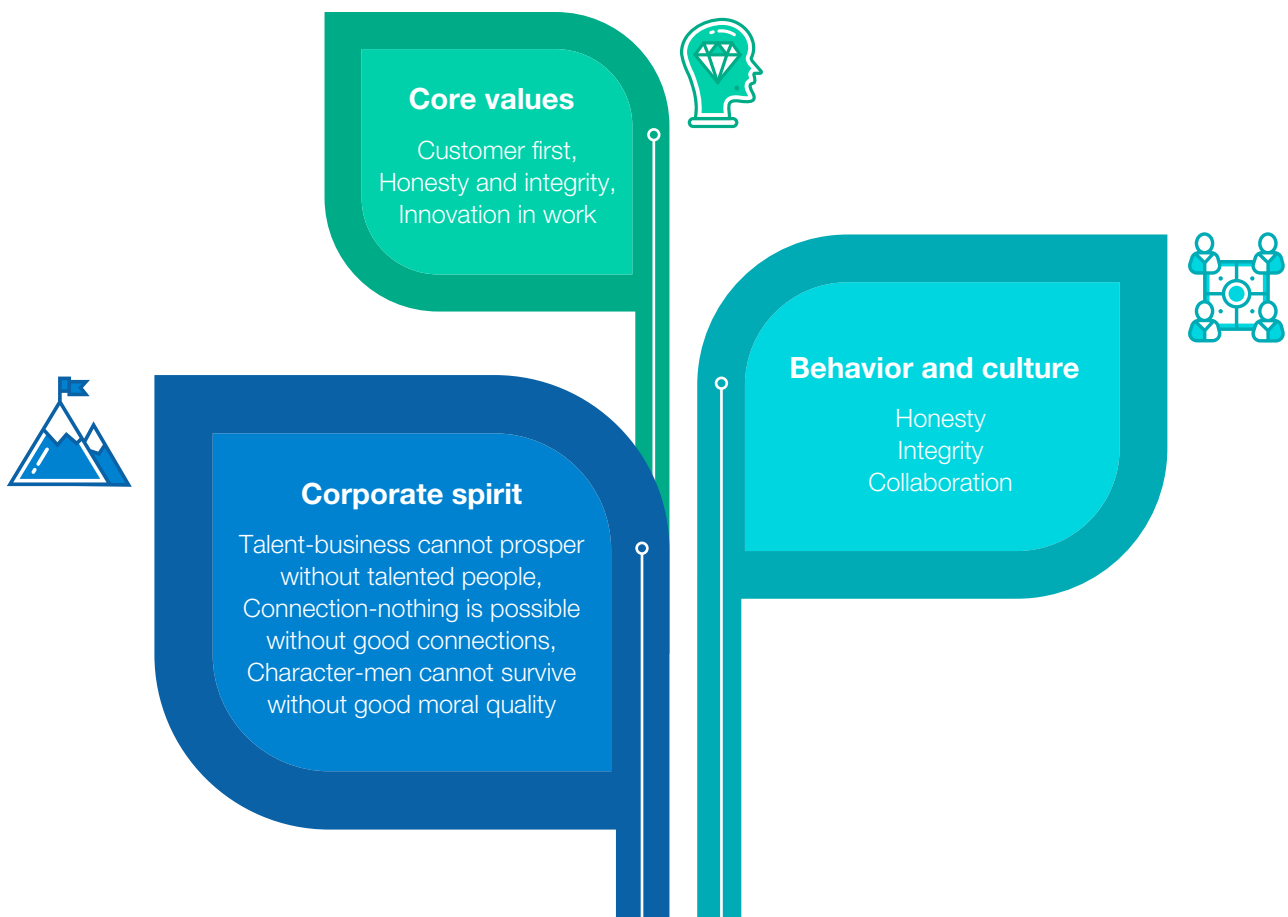 Core values
Customer first,
Honesty and integrity,
Innovation in work
Behavior and culture
Honesty
Integrity
Collaboration
Corporate spirit
Talent-business cannot prosper
without talented people,
Connection-nothing is possible
without good connections,
Character-men cannot survive
without good moral quality